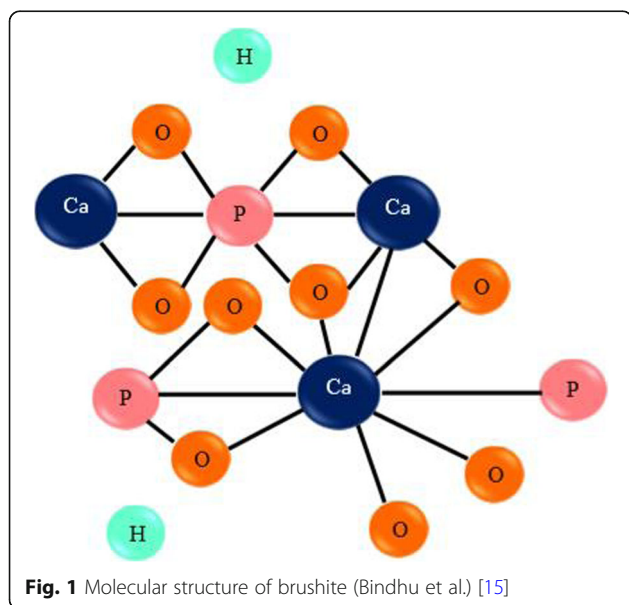 H
O O
Ca P Ca
O O O O
P Ca P
O O
H O
Fig. 1 Molecular structure of brushite (Bindhu et al.) [15]